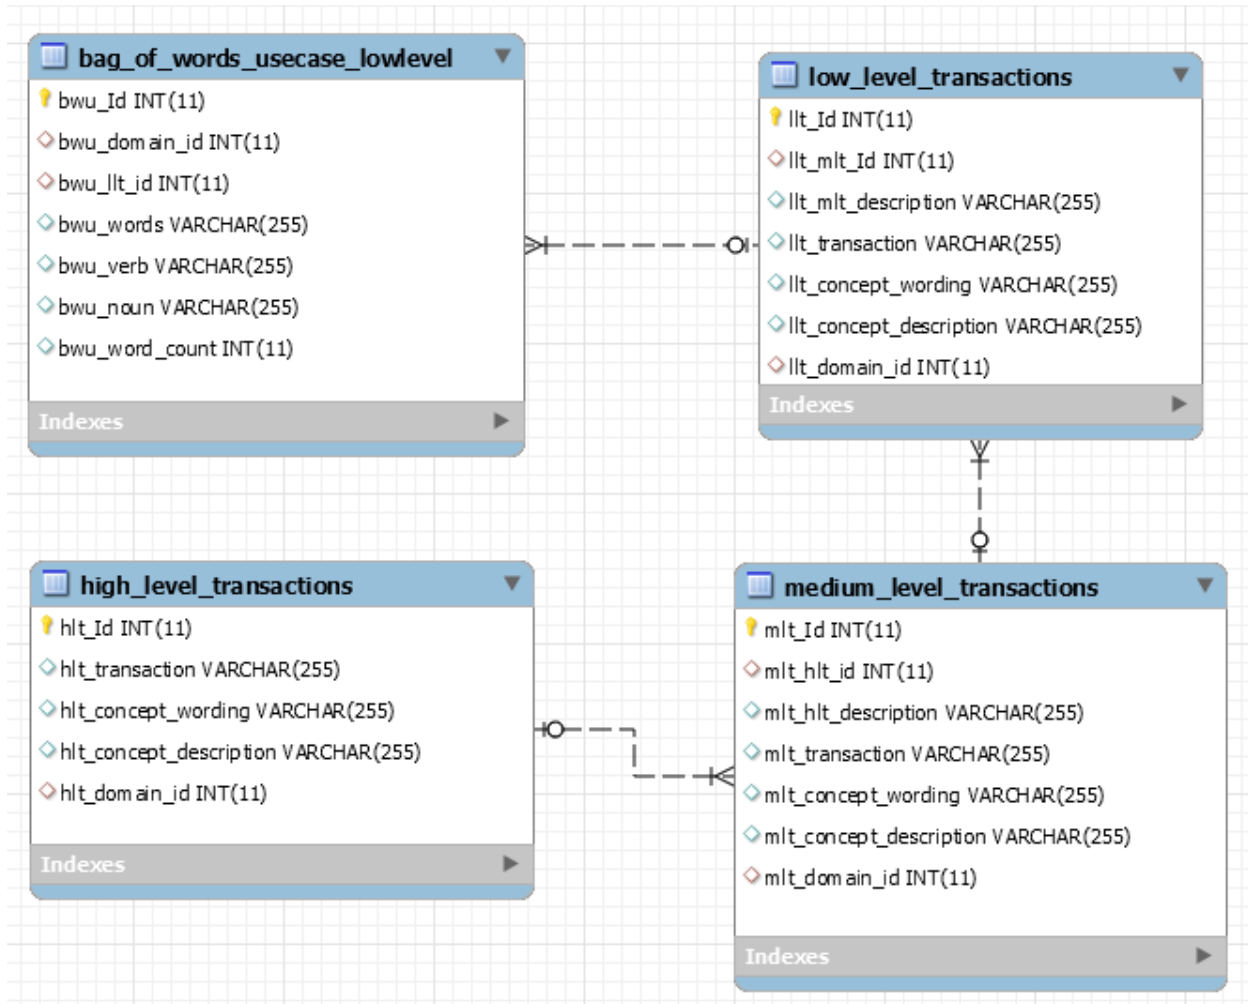 bag_of_words_usecase_lowlevel
bwu_Id INT(11)
bwu_domain_id INT(11)
bwu_llt_id INT(11)
bwu_words VARCHAR(255)
bwu_verb VARCHAR(255)
bwu_noun VARCHAR(255)
bwu_word_count INT(11)
Indexes
low_level_transactions
llt_Id INT(11)
llt_mlt_Id INT(11)
llt_mlt_description VARCHAR(255)
llt_transaction VARCHAR(255)
llt_concept_wording VARCHAR(255)
llt_concept_description VARCHAR(255)
llt_domain_id INT(11)
Indexes
high_level_transactions
hlt_Id INT(11)
hlt_transaction VARCHAR(255)
hlt_concept_wording VARCHAR(255)
hlt_concept_description VARCHAR(255)
hlt_domain_id INT(11)
Indexes
medium_level_transactions
mlt_Id INT(11)
mlt_hlt_id INT(11)
mlt_hlt_description VARCHAR(255)
mlt_transaction VARCHAR(255)
mlt_concept_wording VARCHAR(255)
mlt_concept_description VARCHAR(255)
mlt_domain_id INT(11)
Indexes